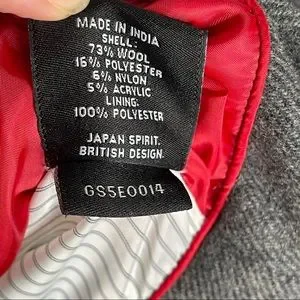 MADE IN INDIA
SHELL:
73% WOOL
16% POLYESTER
6% NYLON
5% ACRYLIC
LINING:
100% POLYESTER
JAPAN SPIRIT.
BRITISH DESIGN.
GS5E0014